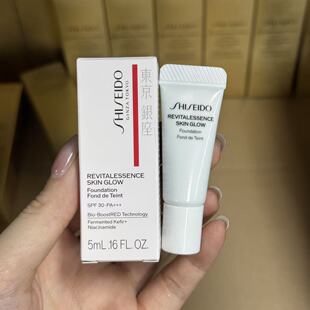 SHISEIDO
GINZA TOKYO
東京銀座
REVITALESSENCE
SKIN GLOW
Foundation
Fond de Teint
SPF 30·PA+++
Bio-BoostRED Technology
Fermented Kefir+
Niacinamide
5mL .16 FL. OZ.
SHISEIDO
REVITALESSENCE
SKIN GLOW
Foundation
Fond de Teint